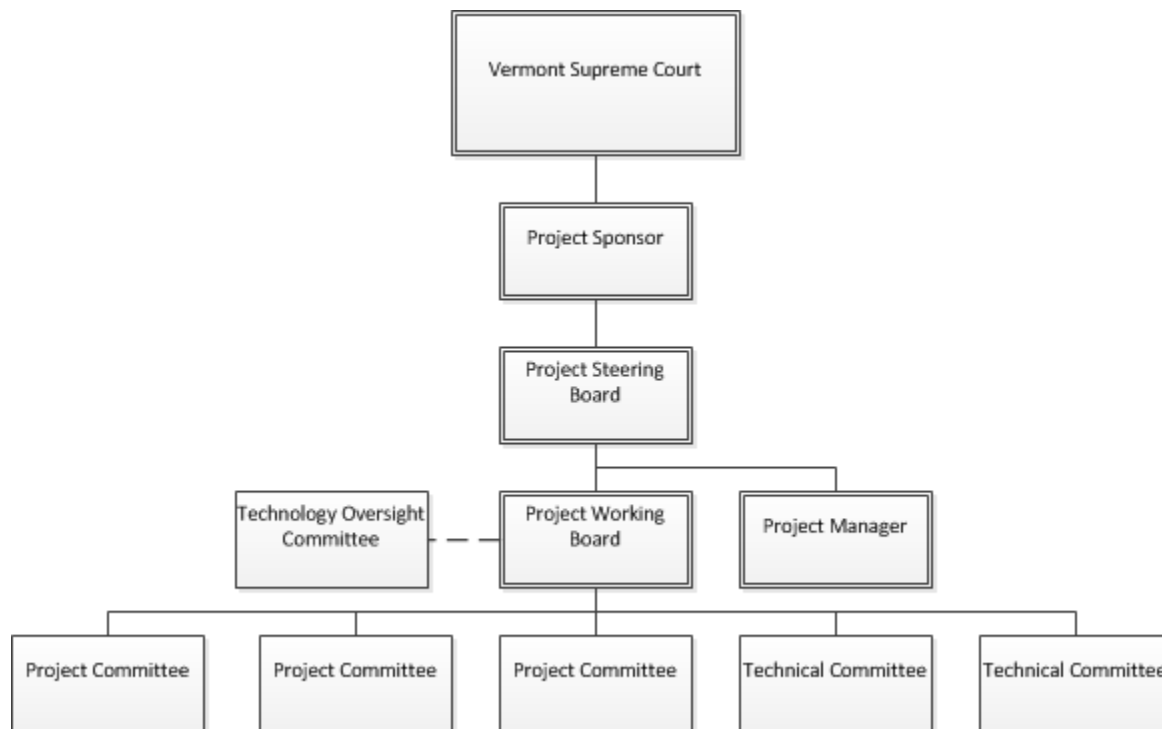 Vermont Supreme Court
Project Sponsor
Project Steering
Board
Technology Oversight
Committee
Project Working
Board
Project Manager
Project Committee
Project Committee
Project Committee
Technical Committee
Technical Committee